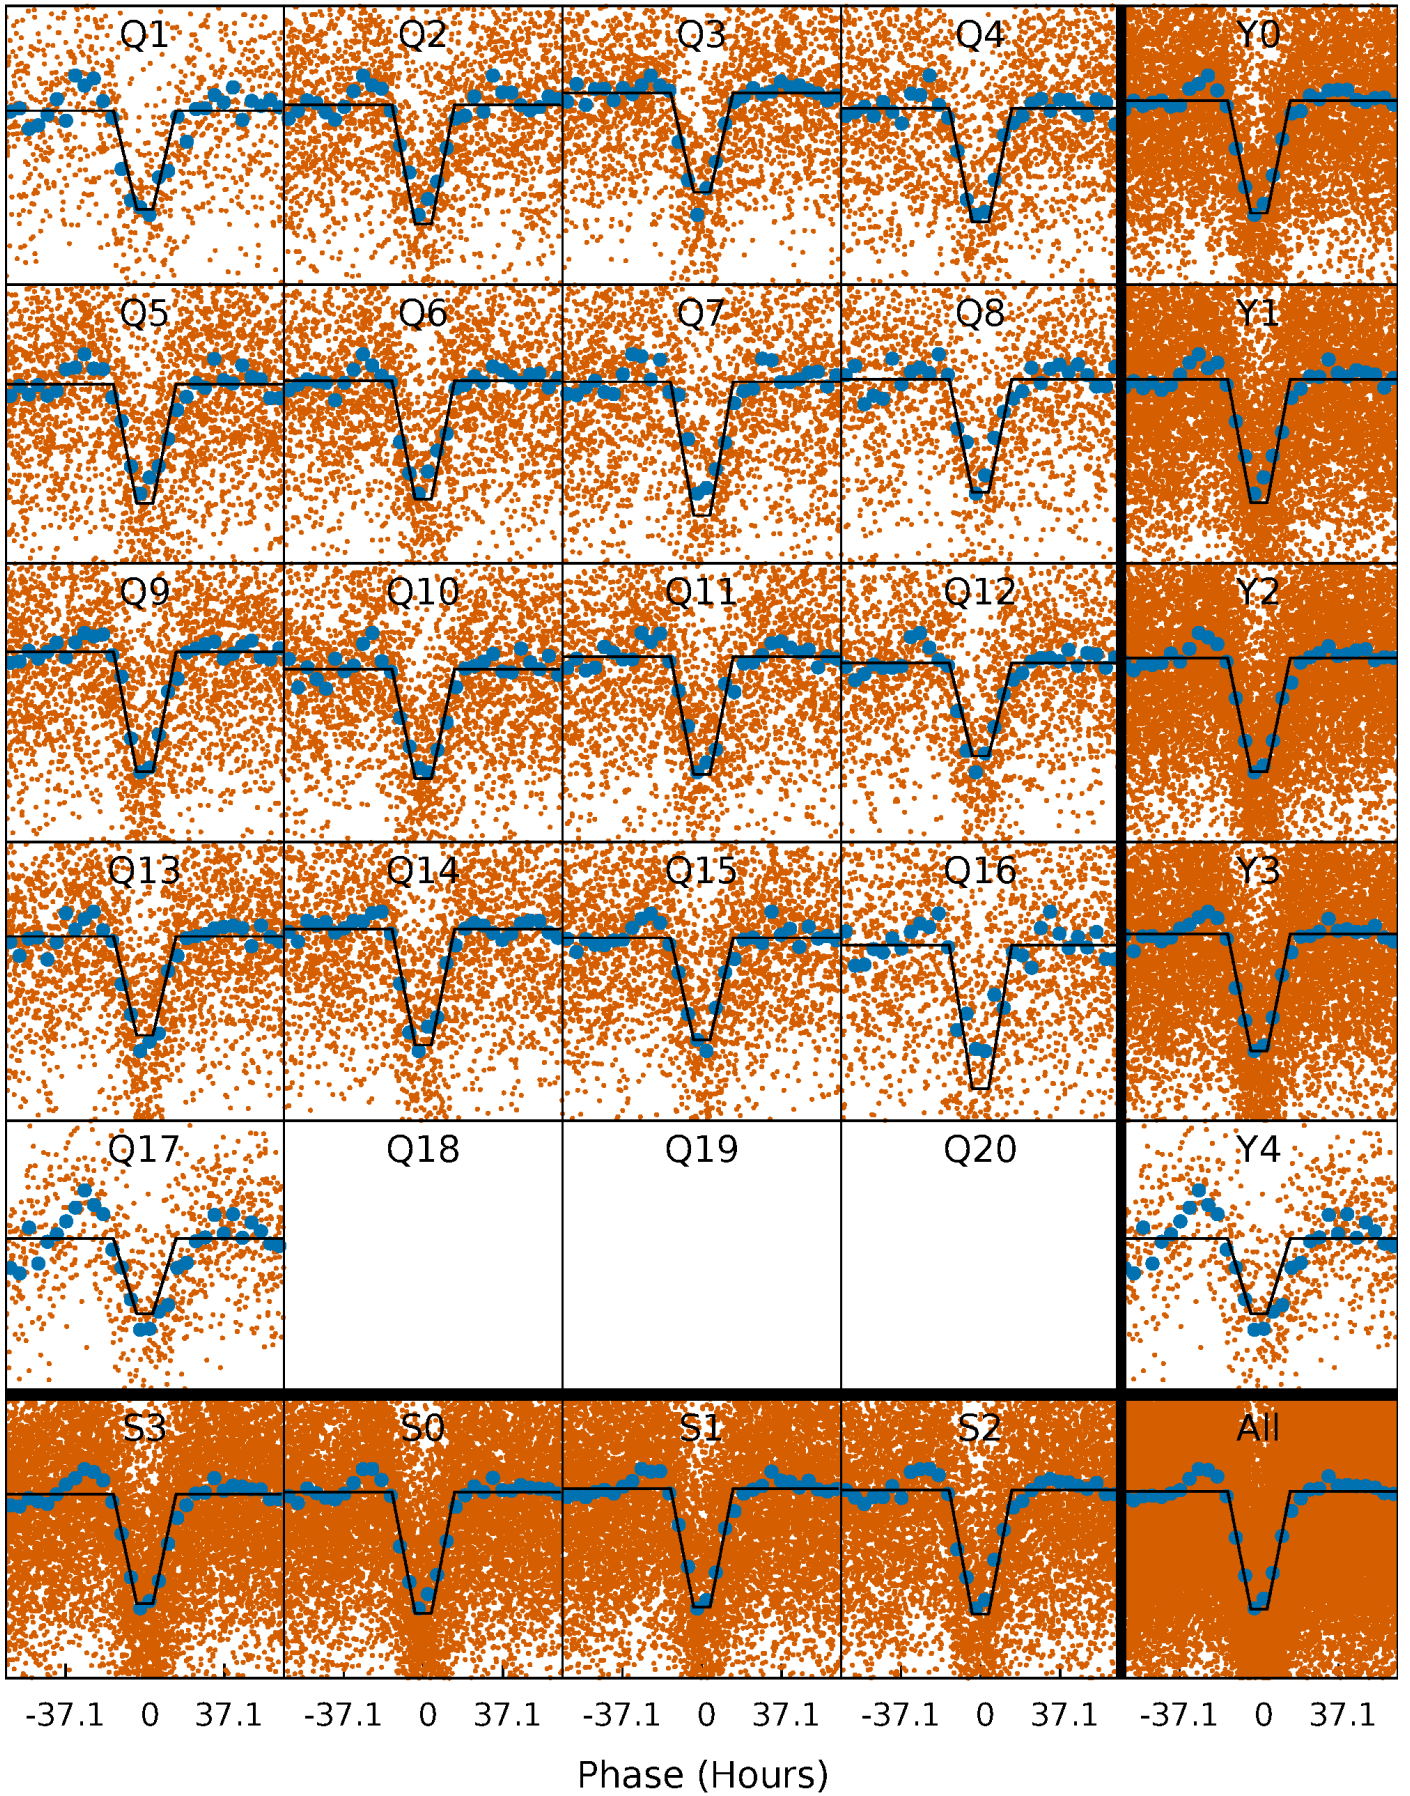 Q1 Q2 Q3 Q4 Y0
Q5 Q6 Q7 Q8 Y1
Q9 Q10 Q11 Q12 Y2
Q13 Q14 Q15 Q16 Y3
Q17 Q18 Q19 Q20 Y4
S3 S0 S1 S2 All
-37.1 0 37.1 -37.1 0 37.1 -37.1 0 37.1 -37.1 0 37.1 -37.1 0 37.1
Phase (Hours)